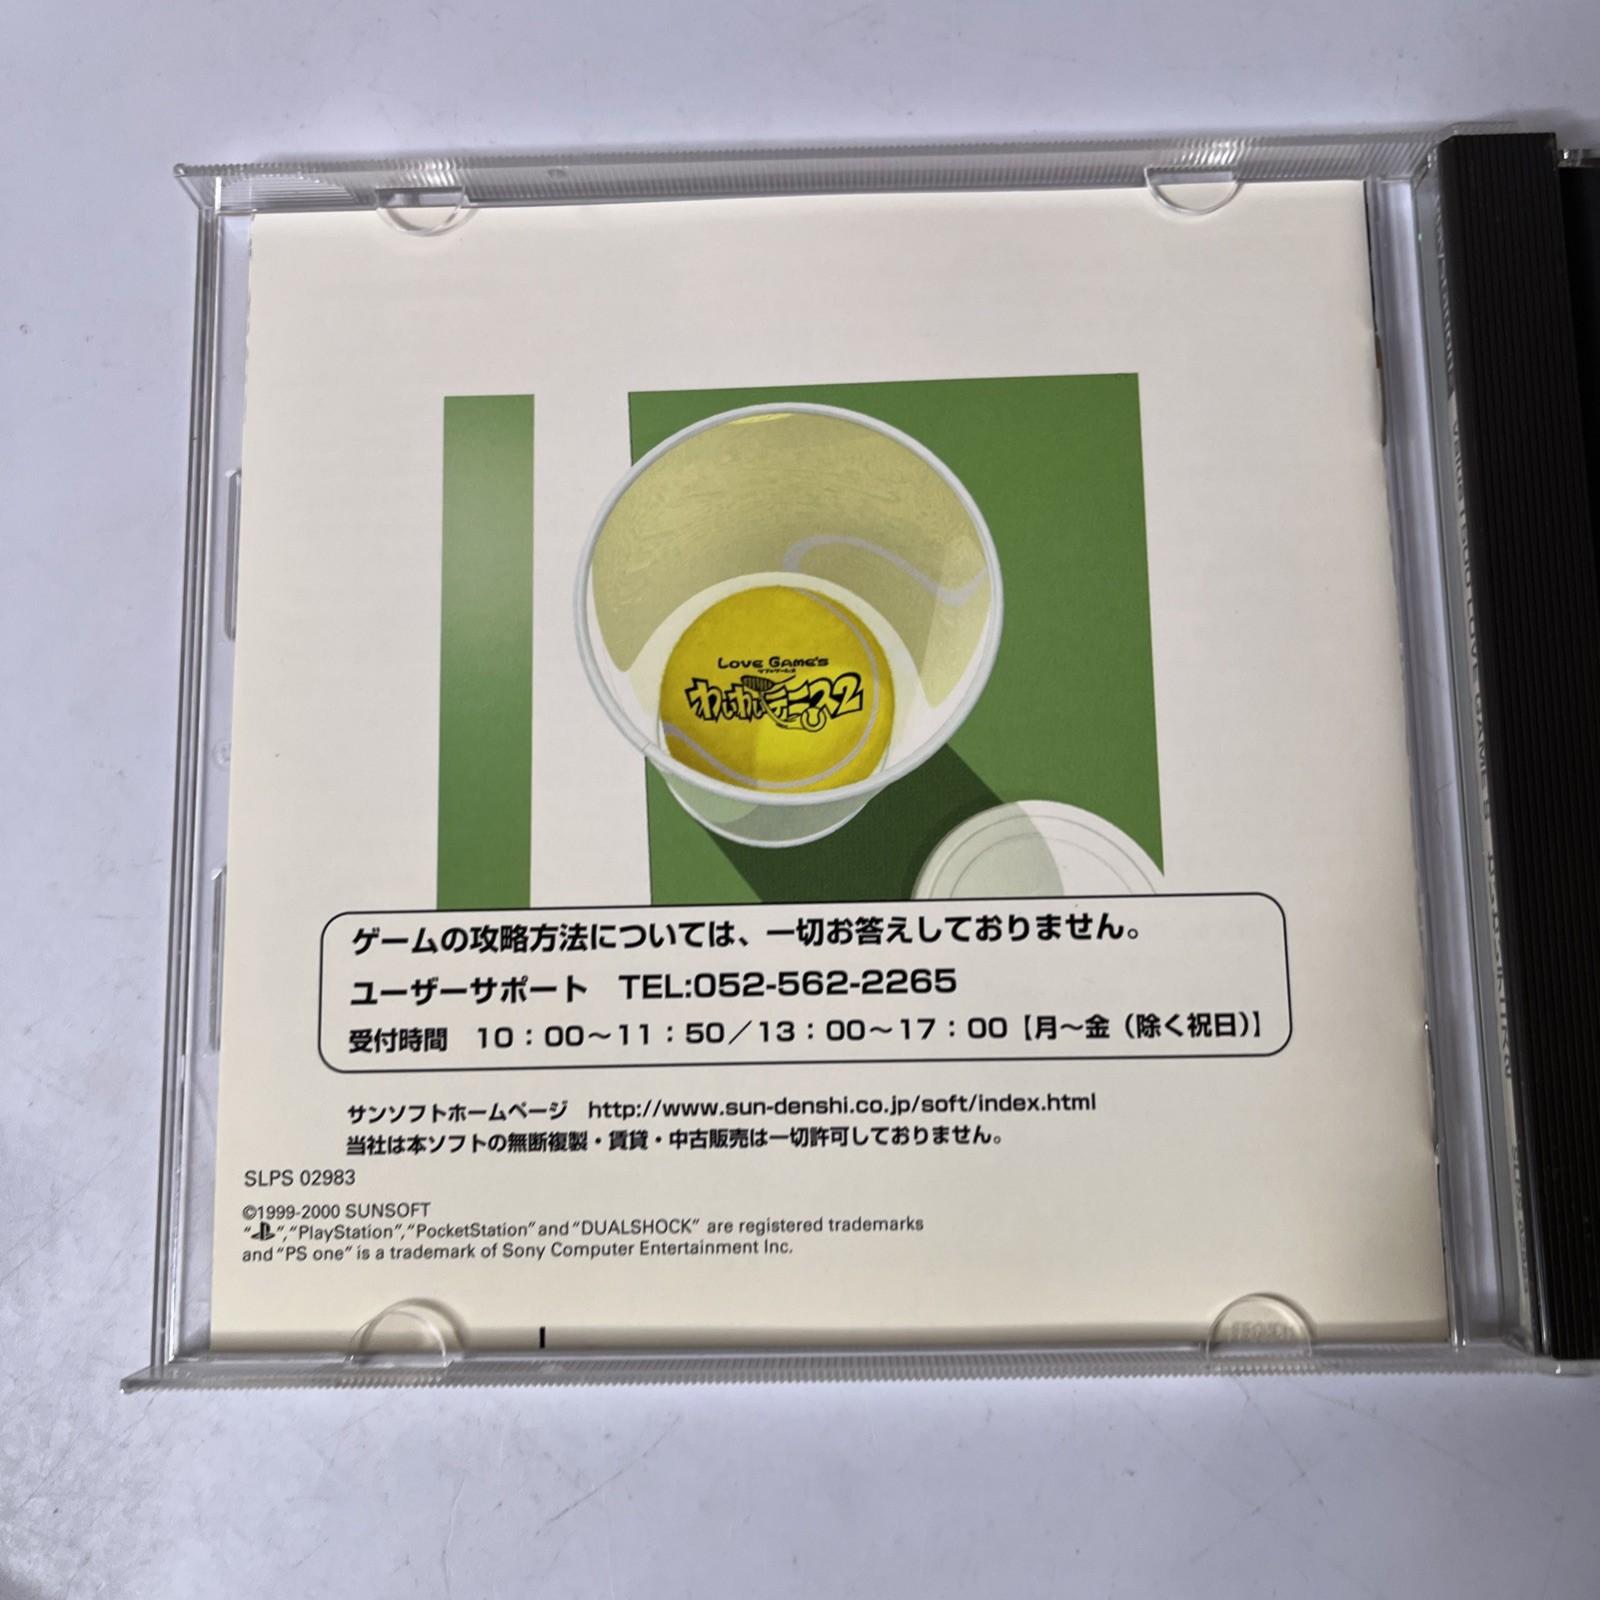 Love Game's
わいわいテニス2
ゲームの攻略方法については、一切お答えしておりません。
ユーザーサポート　TEL:052-562-2265
受付時間　10：00〜11：50／13：00〜17：00【月〜金（除く祝日）】
サンソフトホームページ　http://www.sun-denshi.co.jp/soft/index.html
当社は本ソフトの無断複製・賃貸・中古販売は一切許可しておりません。
SLPS 02983
©1999-2000 SUNSOFT
“ ”,“PlayStation”,“PocketStation” and “DUALSHOCK” are registered trademarks
and “PS one” is a trademark of Sony Computer Entertainment Inc.